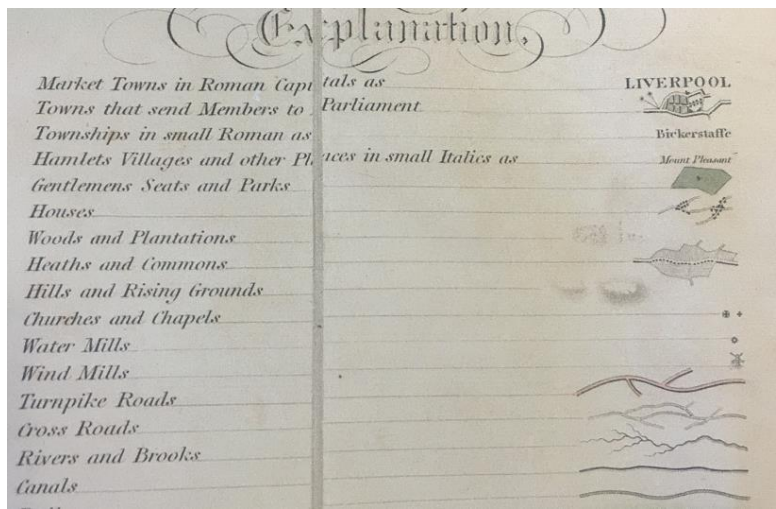 Explanation,
Market Towns in Roman Capitals as LIVERPOOL
Towns that send Members to Parliament
Townships in small Roman as Bickerstaffe
Hamlets Villages and other Places in small Italics as Mount Pleasant
Gentlemens Seats and Parks
Houses
Woods and Plantations
Heaths and Commons
Hills and Rising Grounds
Churches and Chapels
Water Mills
Wind Mills
Turnpike Roads
Cross Roads
Rivers and Brooks
Canals